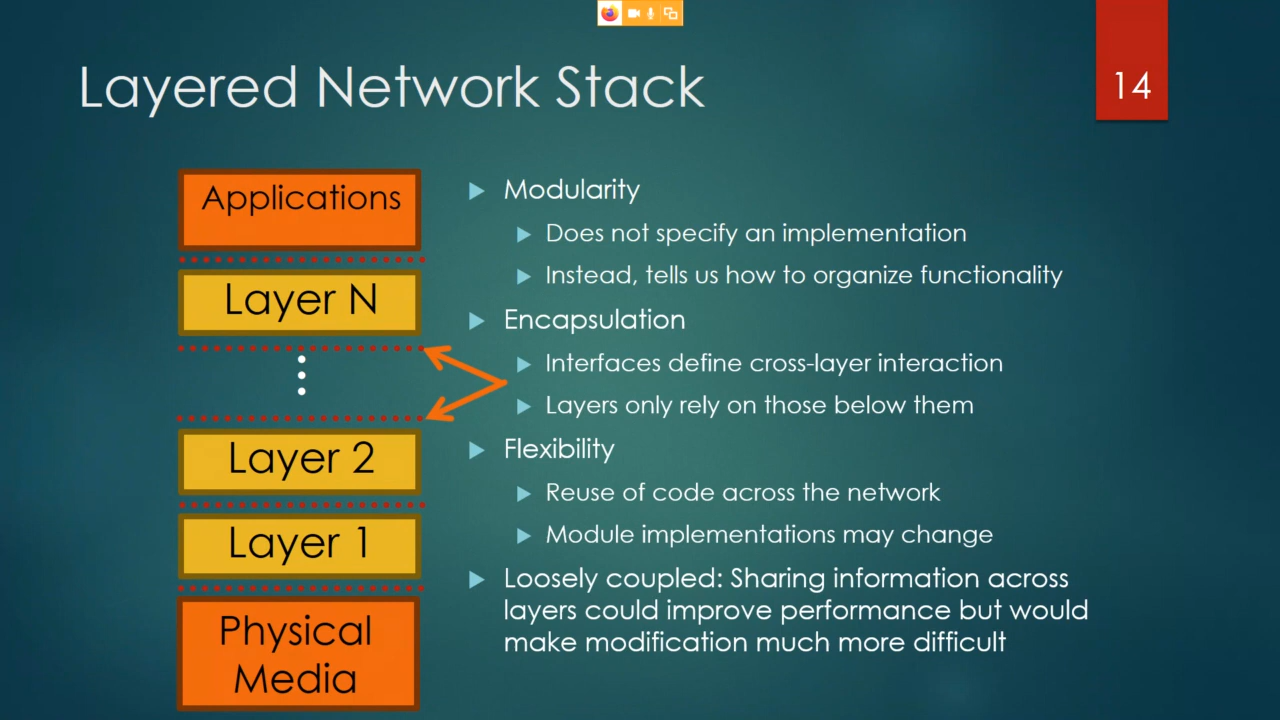 Layered Network Stack
14
Applications
Layer N
Layer 2
Layer 1
Physical
Media
Modularity
Does not specify an implementation
Instead, tells us how to organize functionality
Encapsulation
Interfaces define cross-layer interaction
Layers only rely on those below them
Flexibility
Reuse of code across the network
Module implementations may change
Loosely coupled: Sharing information across
layers could improve performance but would
make modification much more difficult